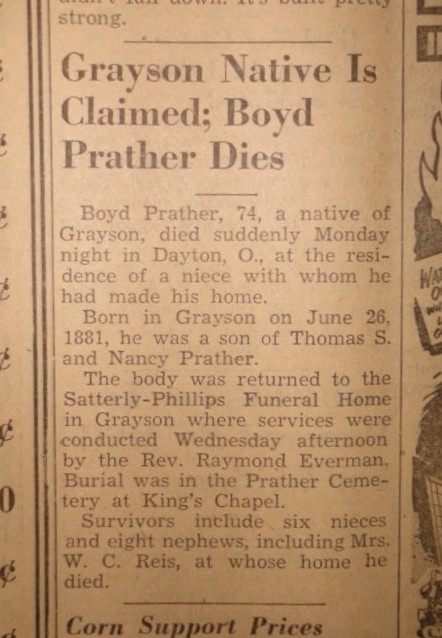 strong.
Grayson Native Is
Claimed; Boyd
Prather Dies
Boyd Prather, 74, a native of
Grayson, died suddenly Monday
night in Dayton, O., at the resi-
dence of a niece with whom he
had made his home.
Born in Grayson on June 26,
1881, he was a son of Thomas S.
and Nancy Prather.
The body was returned to the
Satterly-Phillips Funeral Home
in Grayson where services were
conducted Wednesday afternoon
by the Rev. Raymond Everman.
Burial was in the Prather Ceme-
tery at King's Chapel.
Survivors include six nieces
and eight nephews, including Mrs.
W. C. Reis, at whose home he
died.
Corn Support Prices